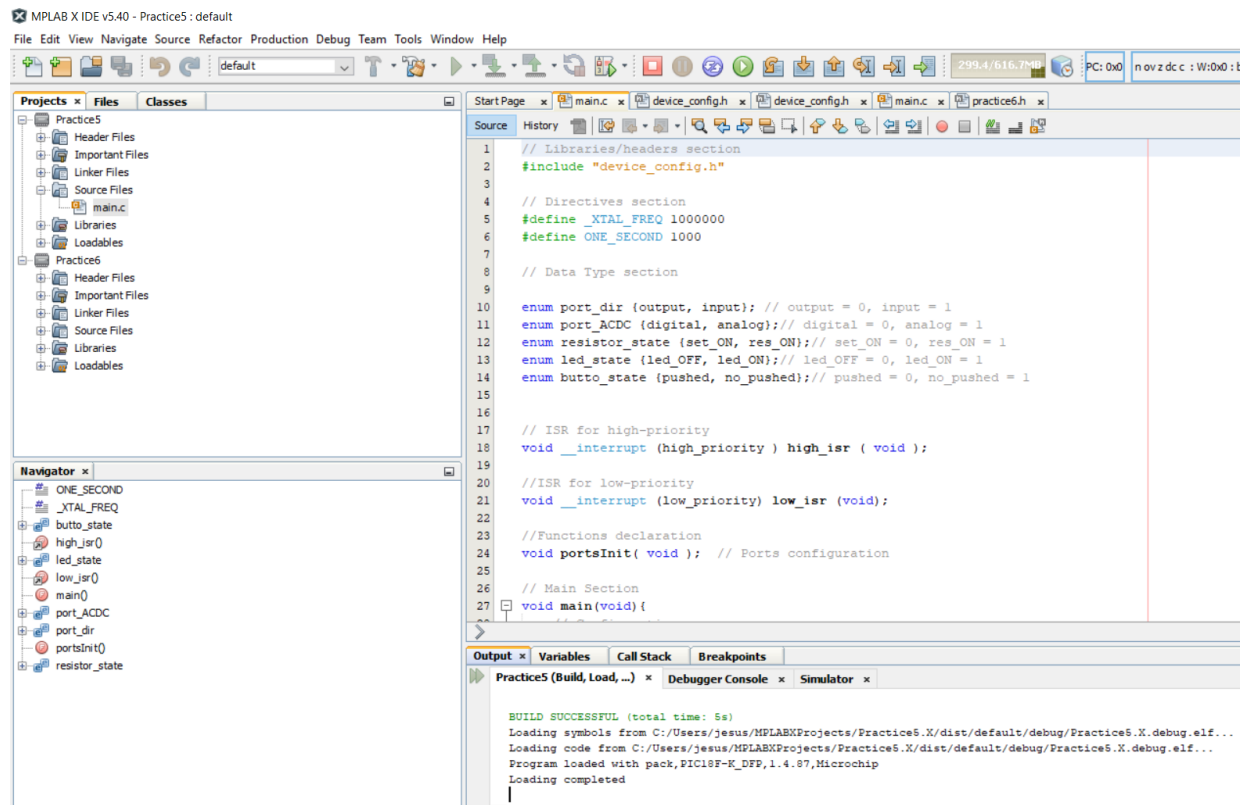 MPLAB X IDE v5.40 - Practice5 : default
File Edit View Navigate Source Refactor Production Debug Team Tools Window Help
default
299.4/616.7MB
PC: 0x0
n ov z dc c : W:0x0 : b
Projects × Files Classes
Practice5
Header Files
Important Files
Linker Files
Source Files
main.c
Libraries
Loadables
Practice6
Header Files
Important Files
Linker Files
Source Files
Libraries
Loadables
Navigator ×
ONE_SECOND
_XTAL_FREQ
butto_state
high_isr()
led_state
low_isr()
main()
port_ACDC
port_dir
portsInit()
resistor_state
Start Page × main.c × device_config.h × device_config.h × main.c × practice6.h ×
Source History
1 // Libraries/headers section
2 #include "device_config.h"
3
4 // Directives section
5 #define _XTAL_FREQ 1000000
6 #define ONE_SECOND 1000
7
8 // Data Type section
9
10 enum port_dir {output, input}; // output = 0, input = 1
11 enum port_ACDC {digital, analog};// digital = 0, analog = 1
12 enum resistor_state {set_ON, res_ON};// set_ON = 0, res_ON = 1
13 enum led_state {led_OFF, led_ON};// led_OFF = 0, led_ON = 1
14 enum butto_state {pushed, no_pushed};// pushed = 0, no_pushed = 1
15
16
17 // ISR for high-priority
18 void __interrupt (high_priority ) high_isr ( void );
19
20 //ISR for low-priority
21 void __interrupt (low_priority) low_isr (void);
22
23 //Functions declaration
24 void portsInit( void ); // Ports configuration
25
26 // Main Section
27 void main(void){
Output × Variables Call Stack Breakpoints
Practice5 (Build, Load, ...) × Debugger Console × Simulator ×
BUILD SUCCESSFUL (total time: 5s)
Loading symbols from C:/Users/jesus/MPLABXProjects/Practice5.X/dist/default/debug/Practice5.X.debug.elf...
Loading code from C:/Users/jesus/MPLABXProjects/Practice5.X/dist/default/debug/Practice5.X.debug.elf...
Program loaded with pack,PIC18F-K_DFP,1.4.87,Microchip
Loading completed